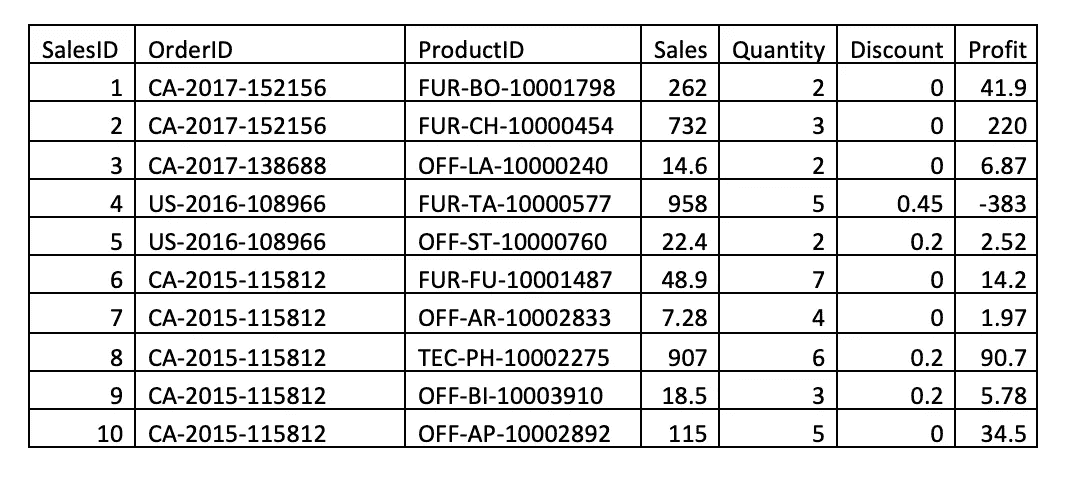 SalesID OrderID ProductID Sales Quantity Discount Profit
1 CA-2017-152156 FUR-BO-10001798 262 2 0 41.9
2 CA-2017-152156 FUR-CH-10000454 732 3 0 220
3 CA-2017-138688 OFF-LA-10000240 14.6 2 0 6.87
4 US-2016-108966 FUR-TA-10000577 958 5 0.45 -383
5 US-2016-108966 OFF-ST-10000760 22.4 2 0.2 2.52
6 CA-2015-115812 FUR-FU-10001487 48.9 7 0 14.2
7 CA-2015-115812 OFF-AR-10002833 7.28 4 0 1.97
8 CA-2015-115812 TEC-PH-10002275 907 6 0.2 90.7
9 CA-2015-115812 OFF-BI-10003910 18.5 3 0.2 5.78
10 CA-2015-115812 OFF-AP-10002892 115 5 0 34.5